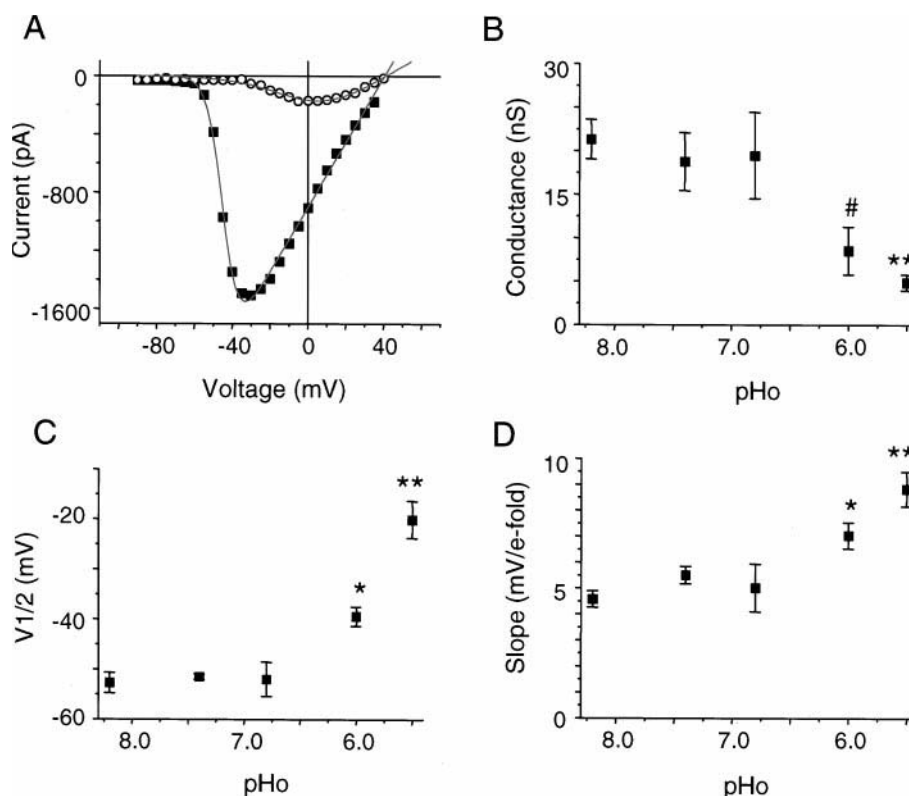 A
0
-800
-1600
Current (pA)
-80
-40
0
40
Voltage (mV)
B
30
15
0
Conductance (nS)
#
**
8.0
7.0
6.0
pHo
C
-20
-40
-60
V1/2 (mV)
*
**
8.0
7.0
6.0
pHo
D
10
5
0
Slope (mV/e-fold)
*
**
8.0
7.0
6.0
pHo